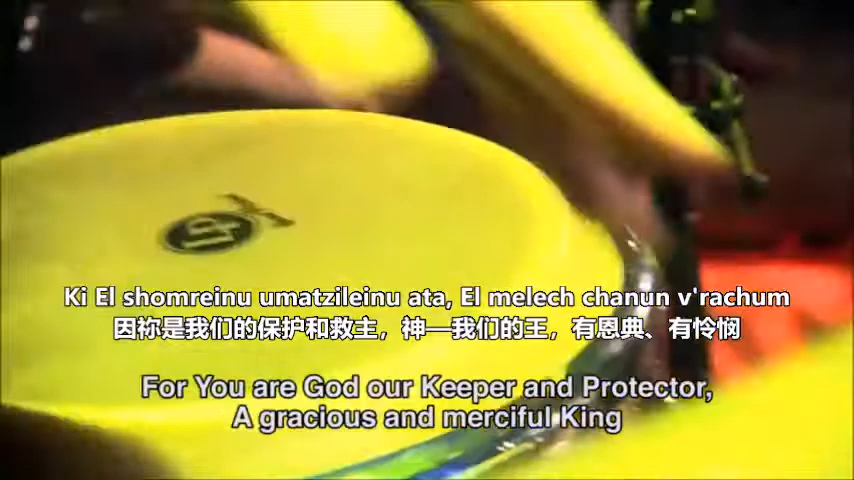 LP
Ki El shomreinu umatzileinu ata, El melech chanun v'rachum
因祢是我们的保护和救主，神—我们的王，有恩典、有怜悯
For You are God our Keeper and Protector,
A gracious and merciful King